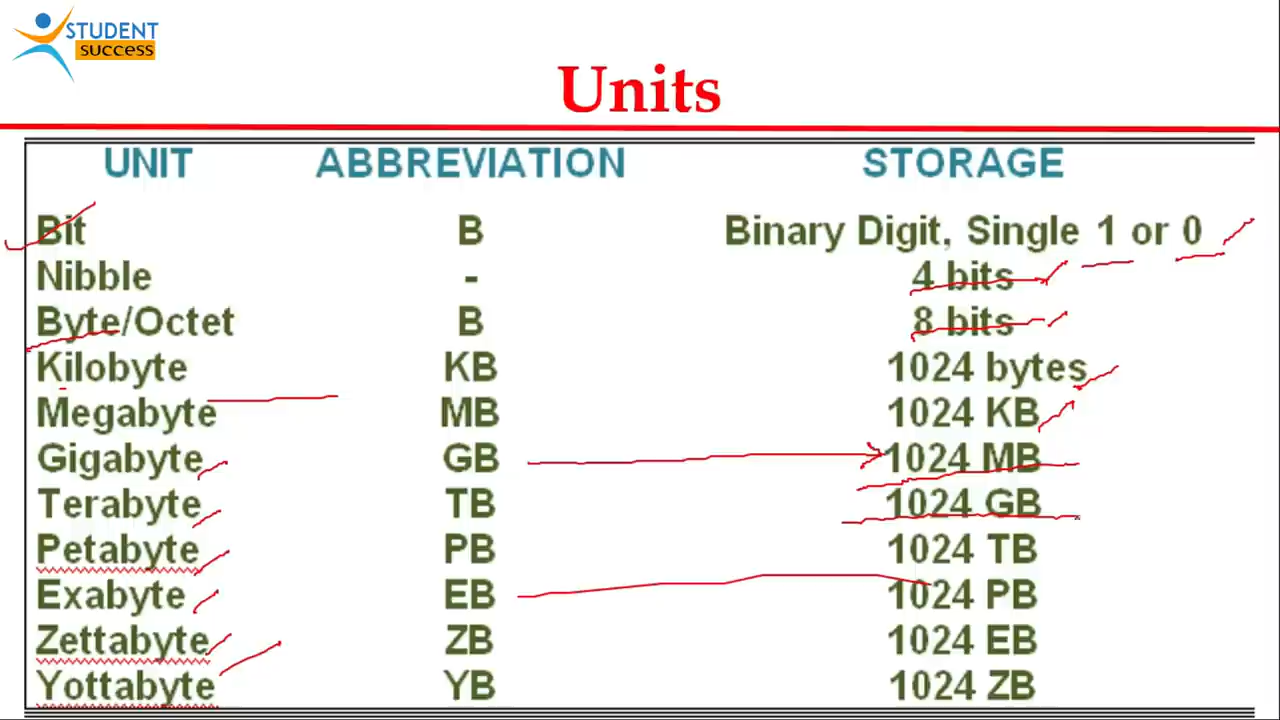 STUDENT
success
Units
UNIT ABBREVIATION STORAGE
Bit B Binary Digit, Single 1 or 0
Nibble - 4 bits
Byte/Octet B 8 bits
Kilobyte KB 1024 bytes
Megabyte MB 1024 KB
Gigabyte GB 1024 MB
Terabyte TB 1024 GB
Petabyte PB 1024 TB
Exabyte EB 1024 PB
Zettabyte ZB 1024 EB
Yottabyte YB 1024 ZB